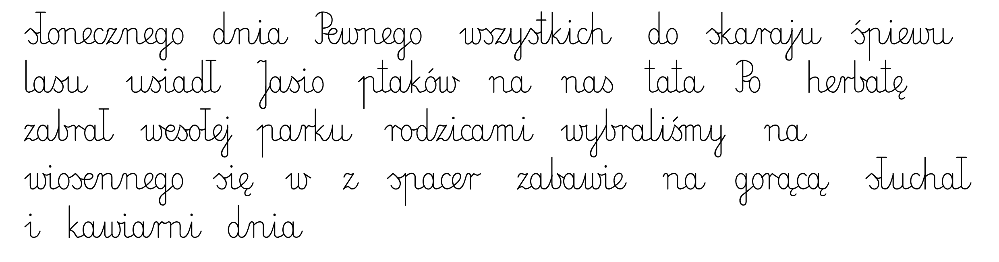 słonecznego dnia Pewnego wszystkich do skaraju śpiewu
lasu usiadł Jasio ptaków na nas tata Po herbatę
zabrał wesołej parku rodzicami wybraliśmy na
wiosennego się w z spacer zabawie na gorącą słuchał
i kawiarni dnia